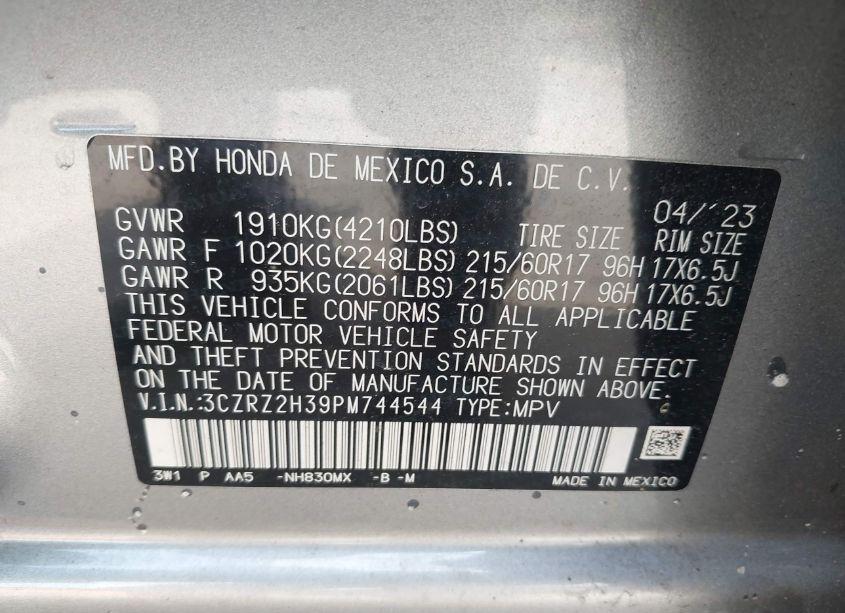 MFD.BY HONDA DE MEXICO S.A. DE C.V.
04/'23
GVWR 1910KG(4210LBS) TIRE SIZE RIM SIZE
GAWR F 1020KG(2248LBS) 215/60R17 96H 17X6.5J
GAWR R 935KG(2061LBS) 215/60R17 96H 17X6.5J
THIS VEHICLE CONFORMS TO ALL APPLICABLE
FEDERAL MOTOR VEHICLE SAFETY
AND THEFT PREVENTION STANDARDS IN EFFECT
ON THE DATE OF MANUFACTURE SHOWN ABOVE.
V.I.N.:3CZRZ2H39PM744544 TYPE:MPV
3W1 P AA5 -NH830MX -B -M MADE IN MEXICO